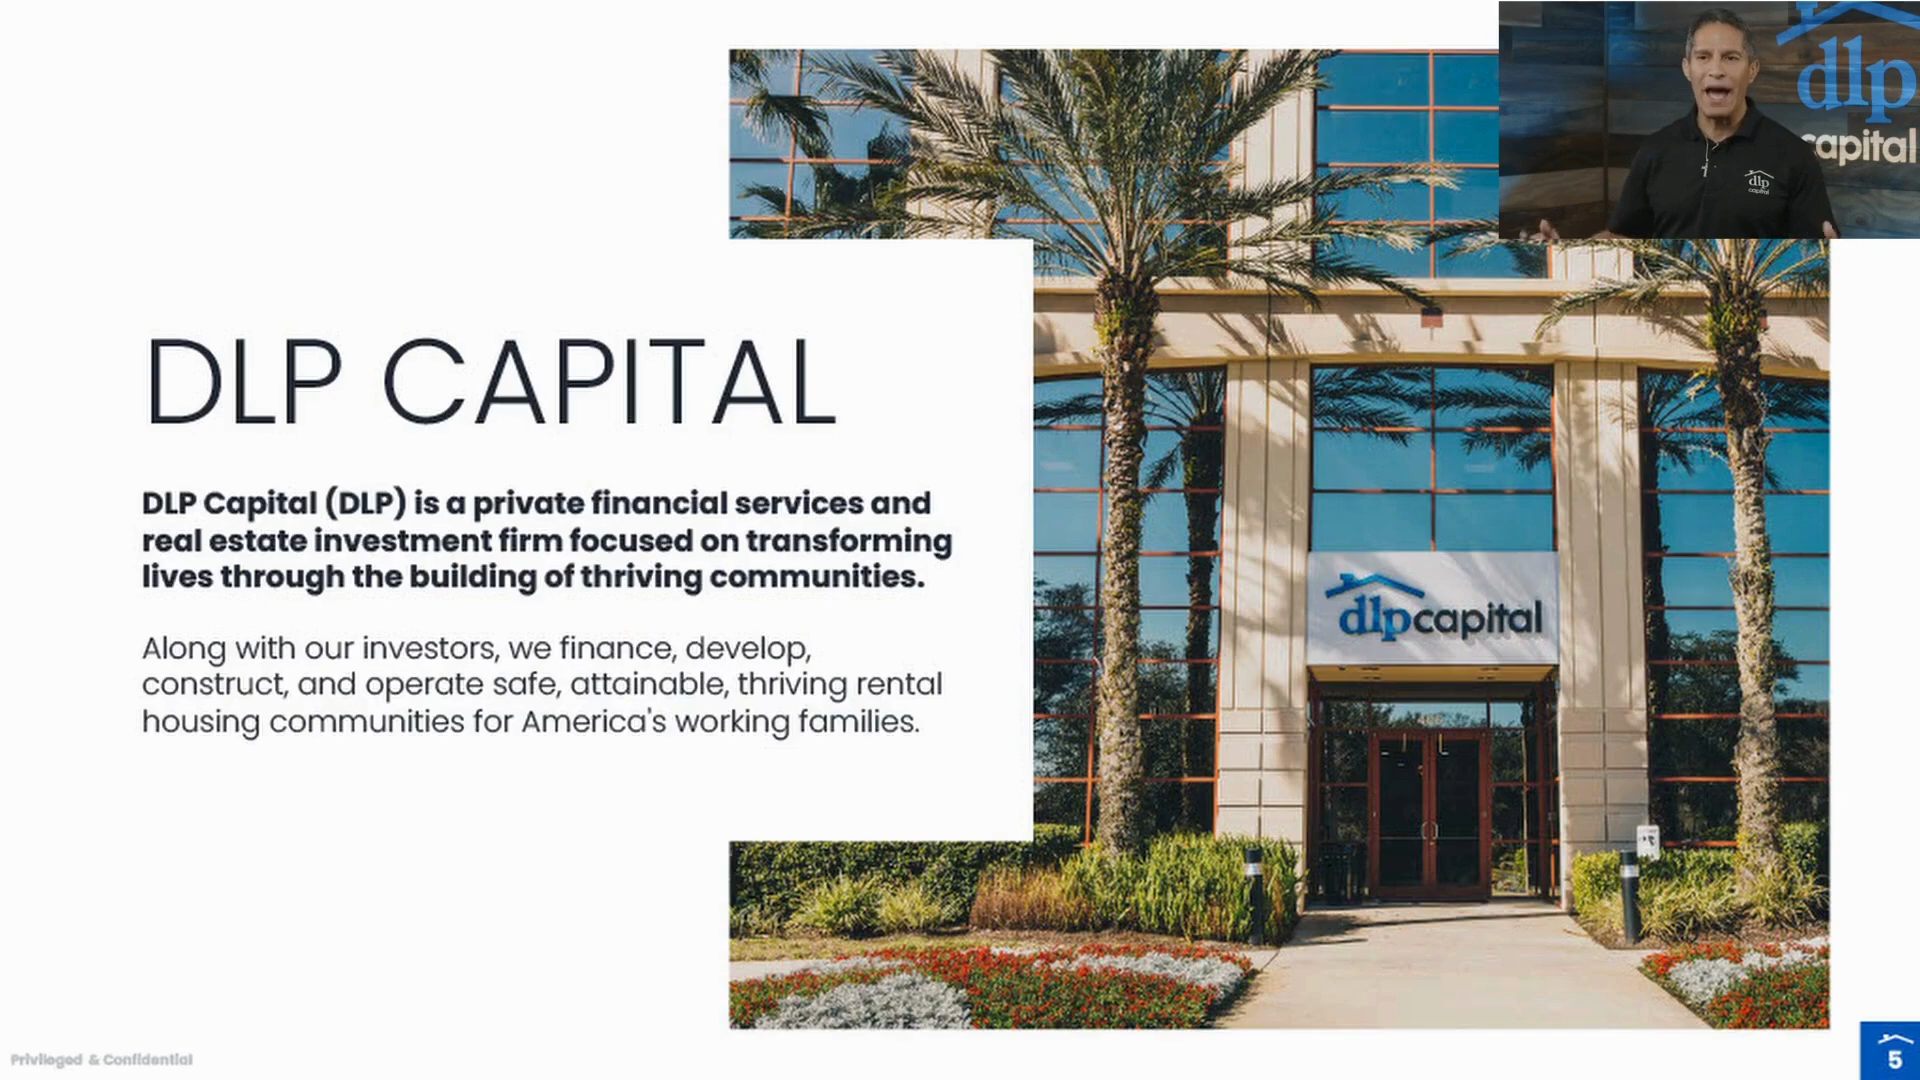 dlp
capital
dlp
capital
DLP CAPITAL
DLP Capital (DLP) is a private financial services and
real estate investment firm focused on transforming
lives through the building of thriving communities.
Along with our investors, we finance, develop,
construct, and operate safe, attainable, thriving rental
housing communities for America's working families.
dlpcapital
Privileged & Confidential
5